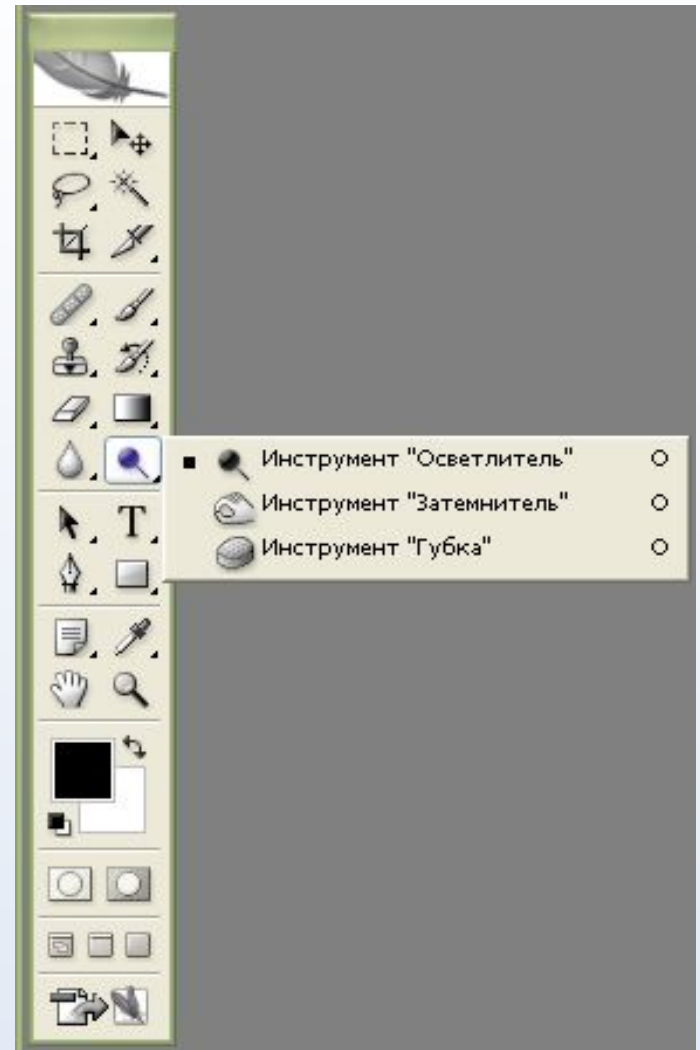 Инструмент "Осветлитель" O
Инструмент "Затемнитель" O
T
Инструмент "Губка" O